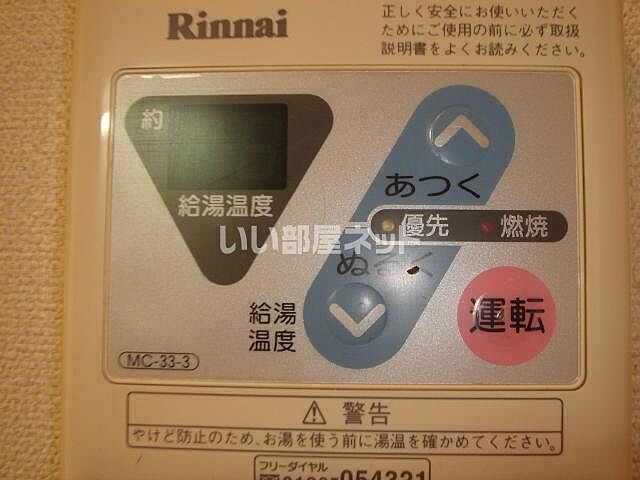 Rinnai
正しく安全にお使いいただく
ためにご使用の前に必ず取扱
説明書をよくお読みください。
約
給湯温度
あつく
優先
燃焼
いい部屋ネット
ぬるく
給湯
温度
運転
MC-33-3
警告
やけど防止のため、お湯を使う前に湯温を確かめてください。
フリーダイヤル
054321